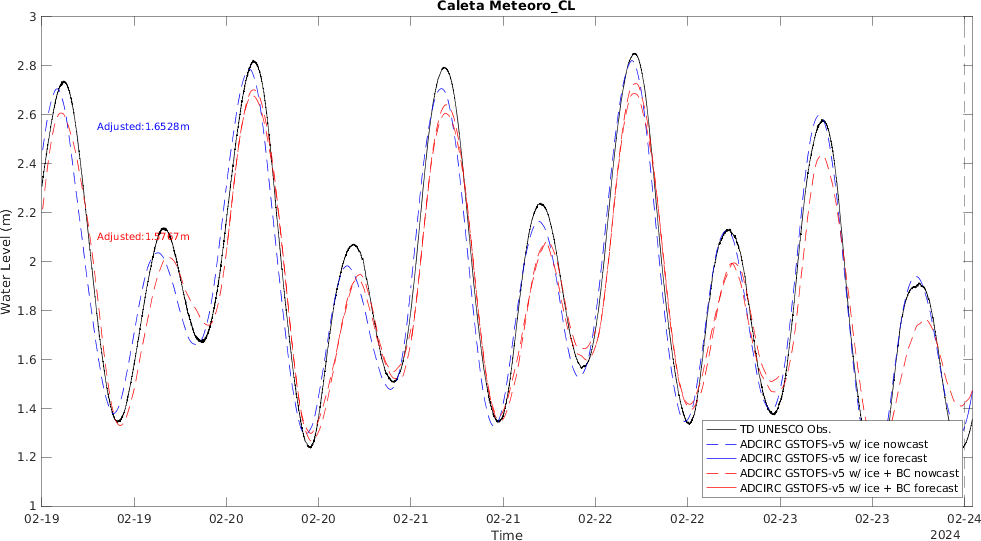 Caleta Meteoro_CL
3
2.8
2.6
2.4
2.2
2
1.8
1.6
1.4
1.2
1
Water Level (m)
Adjusted:1.6528m
Adjusted:1.5767m
TD UNESCO Obs.
ADCIRC GSTOFS-v5 w/ ice nowcast
ADCIRC GSTOFS-v5 w/ ice forecast
ADCIRC GSTOFS-v5 w/ ice + BC nowcast
ADCIRC GSTOFS-v5 w/ ice + BC forecast
02-19 02-19 02-20 02-20 02-21 02-21 02-22 02-22 02-23 02-23 02-24
Time
2024